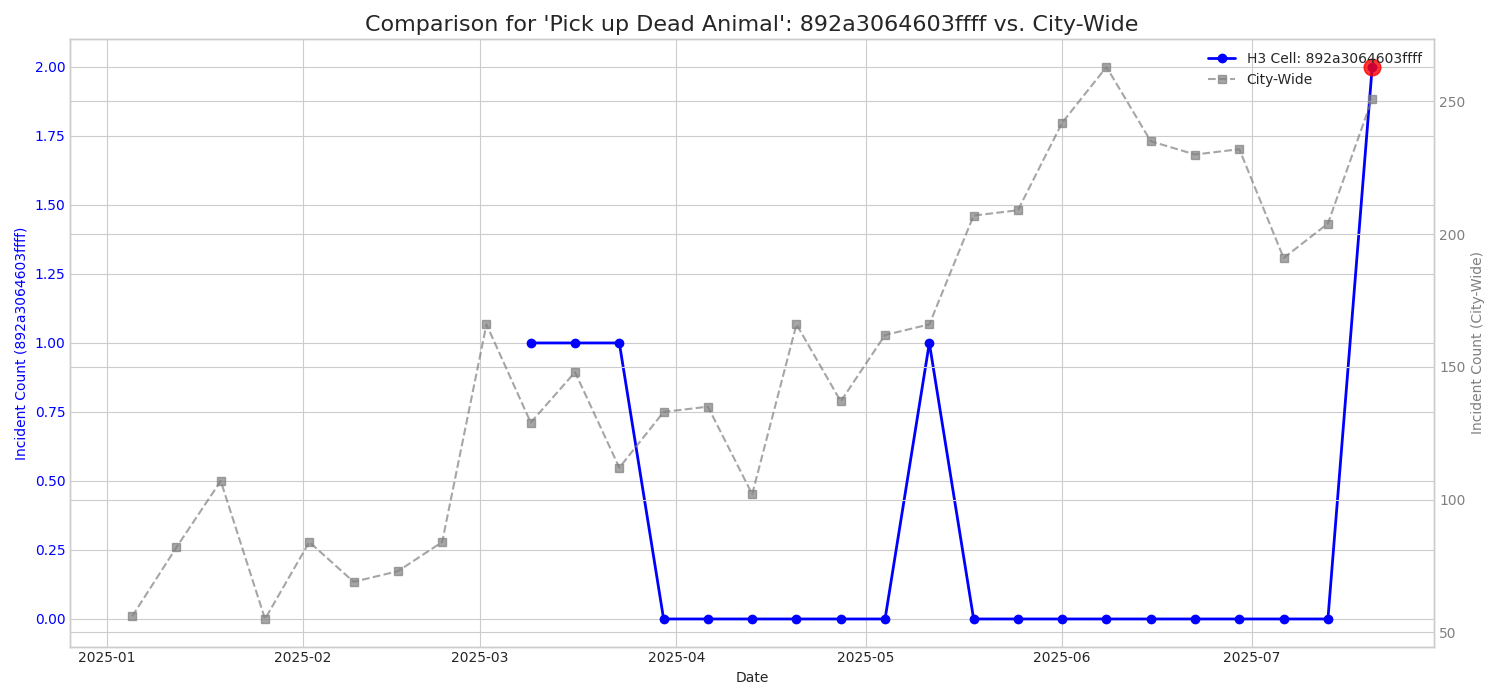 Comparison for 'Pick up Dead Animal': 892a3064603ffff vs. City-Wide
H3 Cell: 892a3064603ffff
City-Wide
Incident Count (892a3064603ffff)
2.00
1.75
1.50
1.25
1.00
0.75
0.50
0.25
0.00
250
200
150
100
50
Incident Count (City-Wide)
2025-01 2025-02 2025-03 2025-04 2025-05 2025-06 2025-07
Date